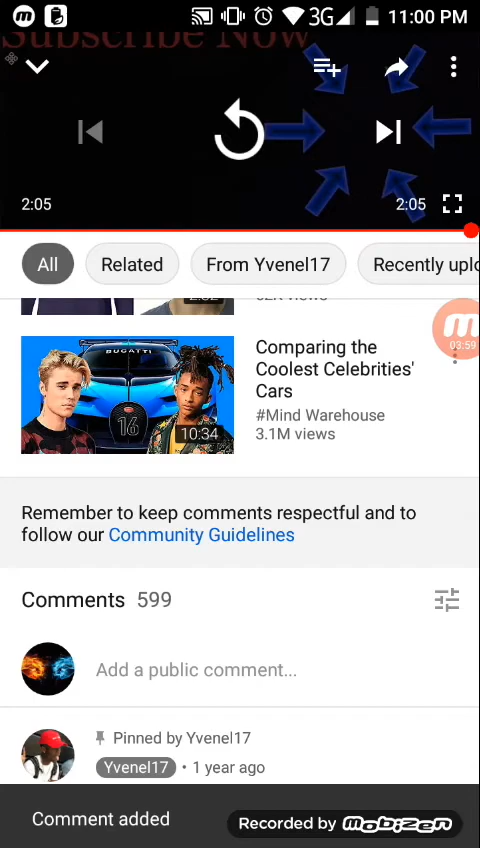 3G 11:00 PM
Subscribe Now
2:05
2:05
All
Related
From Yvenel17
Recently uplo
views
BUGATTI
16
10:34
Comparing the
Coolest Celebrities'
Cars
#Mind Warehouse
3.1M views
03:59
Remember to keep comments respectful and to
follow our Community Guidelines
Comments 599
Add a public comment...
Pinned by Yvenel17
Yvenel17 • 1 year ago
Comment added
Recorded by mobizen